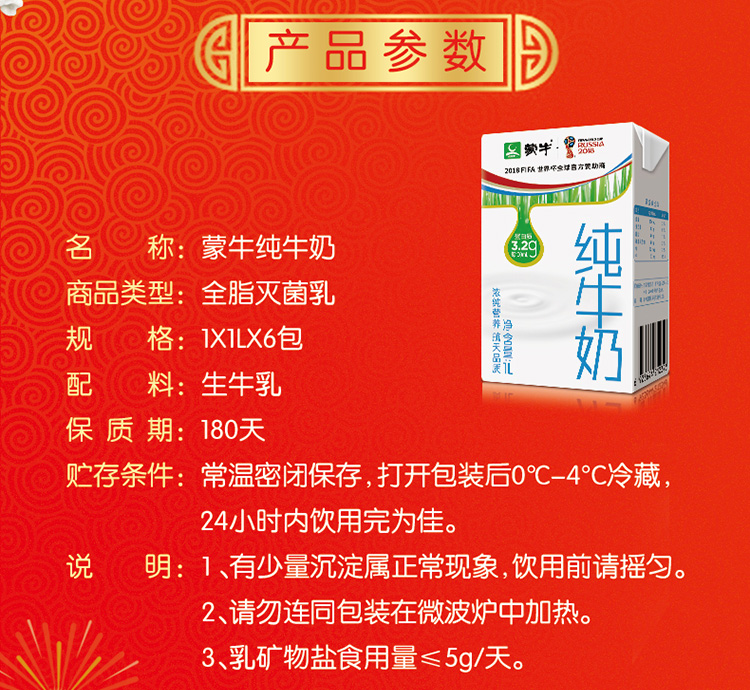 产品参数
蒙牛
FIFA WORLD CUP
RUSSIA
2018
2018 FIFA 世界杯全球官方赞助商
蛋白质
3.2g
纯牛奶
浓纯营养
净含量:1L
名 称：蒙牛纯牛奶
商品类型：全脂灭菌乳
规 格：1X1LX6包
配 料：生牛乳
保 质 期：180天
贮存条件：常温密闭保存，打开包装后0℃-4℃冷藏，
24小时内饮用完为佳。
说 明：1、有少量沉淀属正常现象，饮用前请摇匀。
2、请勿连同包装在微波炉中加热。
3、乳矿物盐食用量≤5g/天。